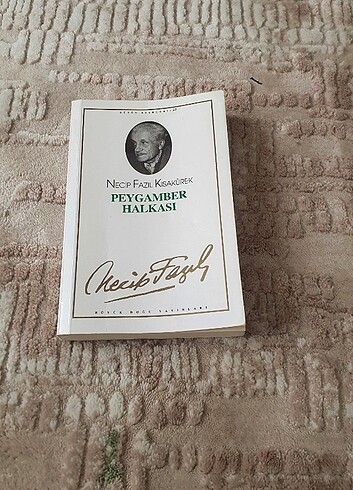 NECİP FAZIL KISAKÜREK
PEYGAMBER
HALKASI
Necip Fazıl
BÜYÜK DOĞU YAYINLARI